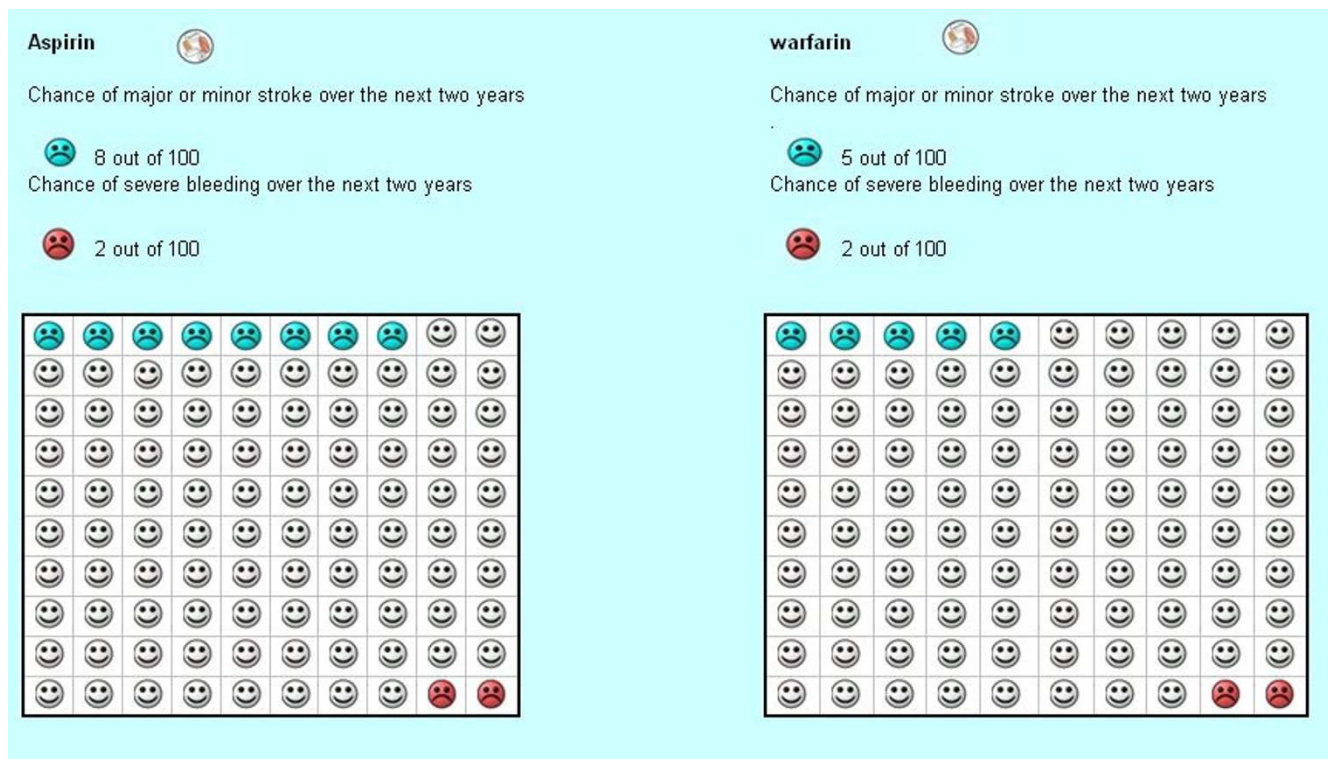 Aspirin
Chance of major or minor stroke over the next two years
8 out of 100
Chance of severe bleeding over the next two years
2 out of 100
warfarin
Chance of major or minor stroke over the next two years
.
5 out of 100
Chance of severe bleeding over the next two years
2 out of 100